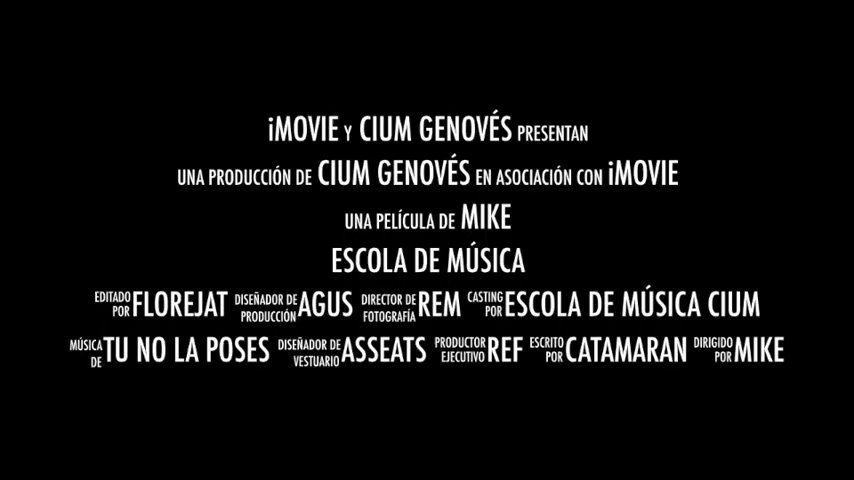 iMOVIE Y CIUM GENOVÉS PRESENTAN
UNA PRODUCCIÓN DE CIUM GENOVÉS EN ASOCIACIÓN CON iMOVIE
UNA PELÍCULA DE MIKE
ESCOLA DE MÚSICA
EDITADO POR FLOREJAT DISEÑADOR DE PRODUCCIÓN AGUS DIRECTOR DE FOTOGRAFÍA REM CASTING POR ESCOLA DE MÚSICA CIUM
MÚSICA DE TU NO LA POSES DISEÑADOR DE VESTUARIO ASSEATS PRODUCTOR EJECUTIVO REF ESCRITO POR CATAMARAN DIRIGIDO POR MIKE